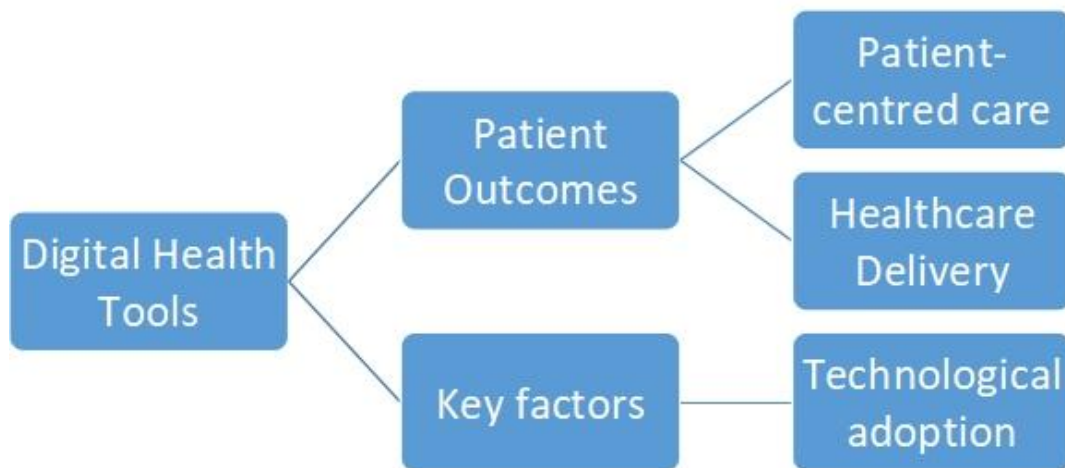 Digital Health
Tools
Patient
Outcomes
Key factors
Patient-
centred care
Healthcare
Delivery
Technological
adoption